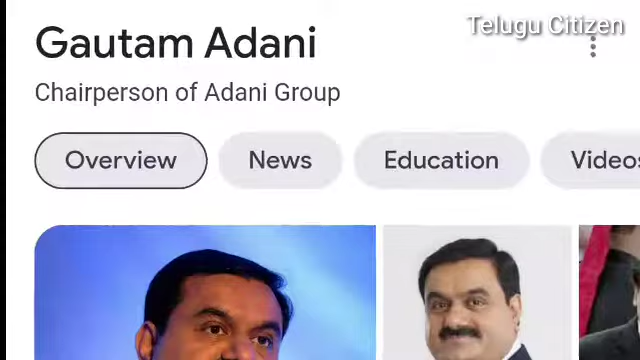 Telugu Citizen
Gautam Adani
Chairperson of Adani Group
Overview News Education Videos